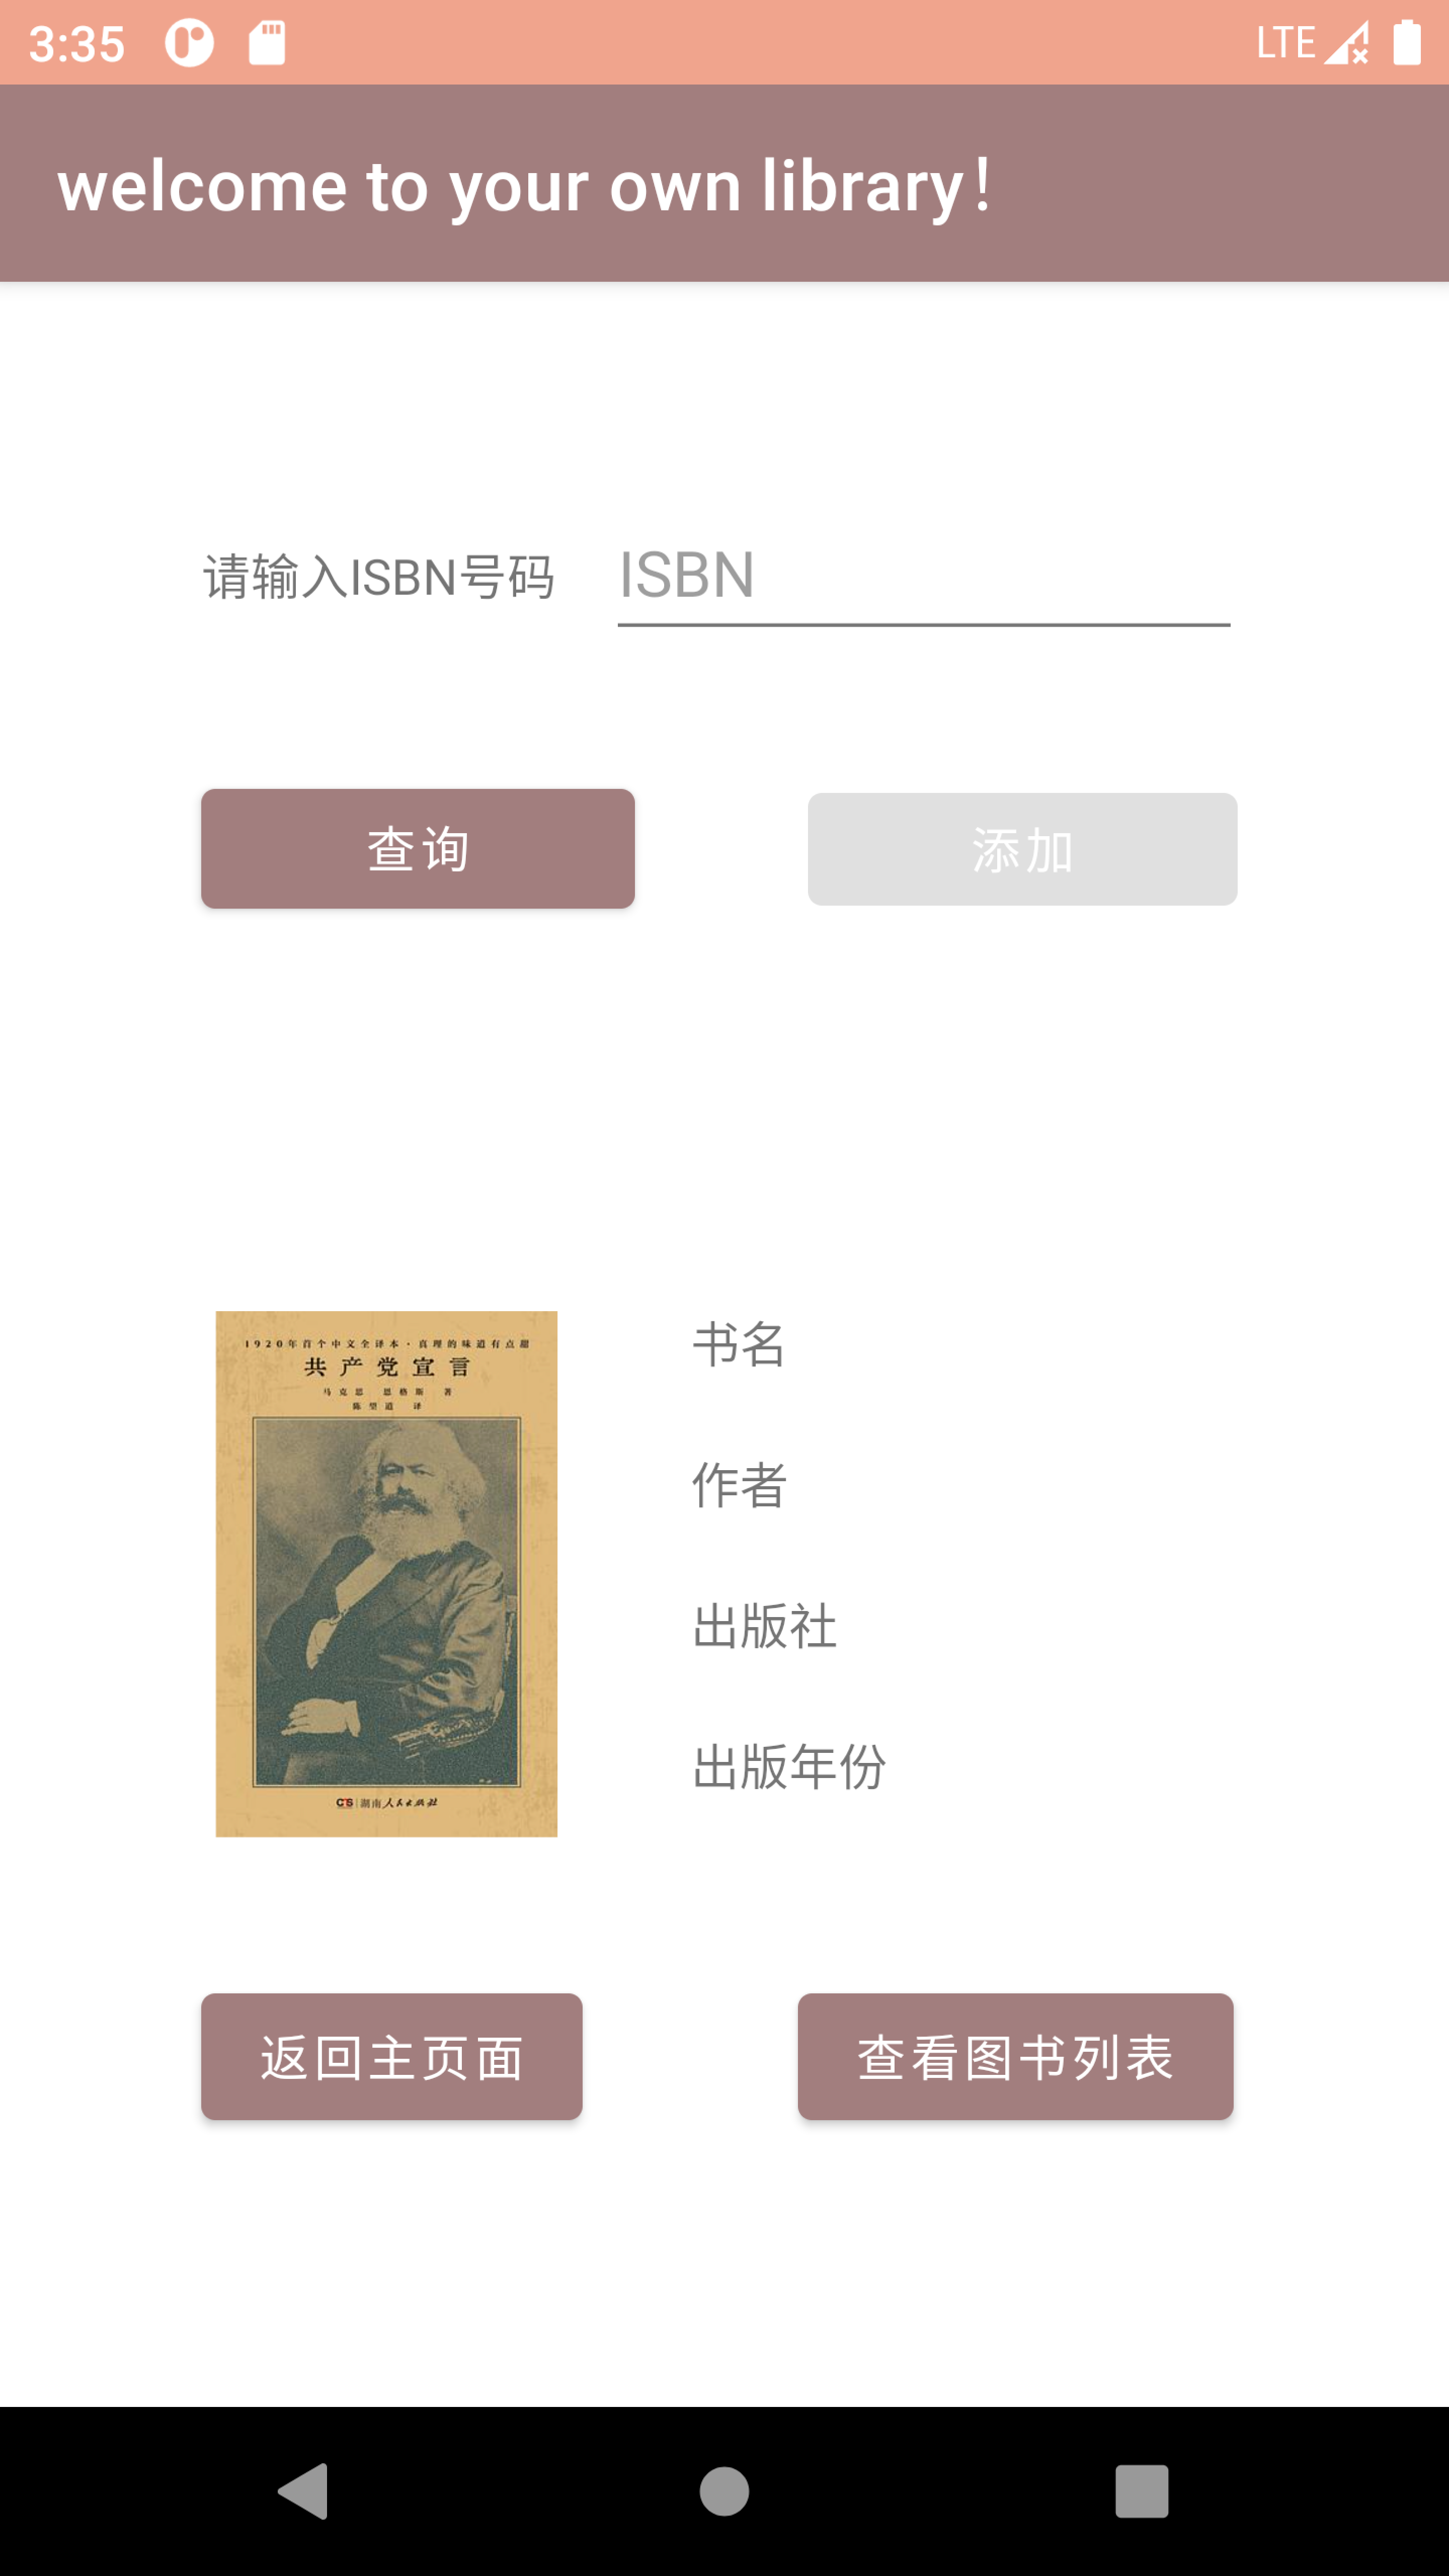 3:35 LTE
welcome to your own library!
请输入ISBN号码 ISBN
查询 添加
1920年首个中文全译本·真理的味道有点甜
共产党宣言
马克思 恩格斯 著
陈望道 译
CTS 湖南人民出版社
书名
作者
出版社
出版年份
返回主页面 查看图书列表